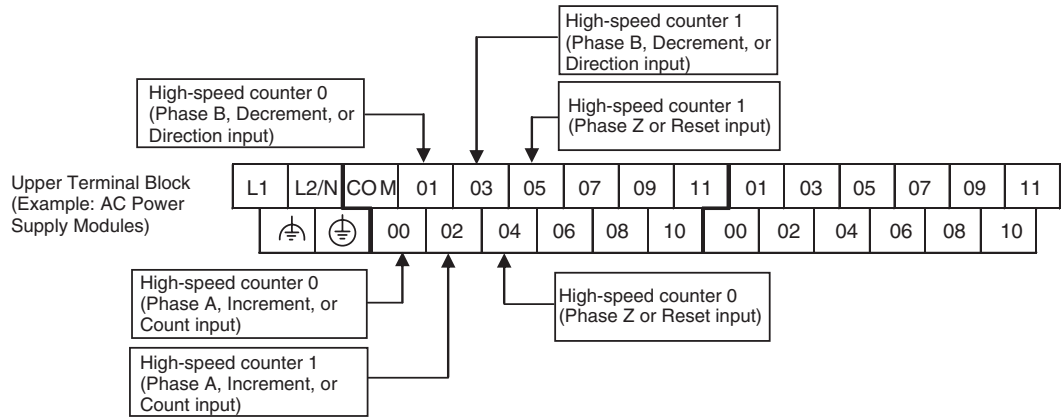 High-speed counter 1
(Phase B, Decrement, or
Direction input)
High-speed counter 0
(Phase B, Decrement, or
Direction input)
High-speed counter 1
(Phase Z or Reset input)
Upper Terminal Block
(Example: AC Power
Supply Modules)
L1 L2/N COM 01 03 05 07 09 11 01 03 05 07 09 11
00 02 04 06 08 10 00 02 04 06 08 10
High-speed counter 0
(Phase A, Increment, or
Count input)
High-speed counter 0
(Phase Z or Reset input)
High-speed counter 1
(Phase A, Increment, or
Count input)